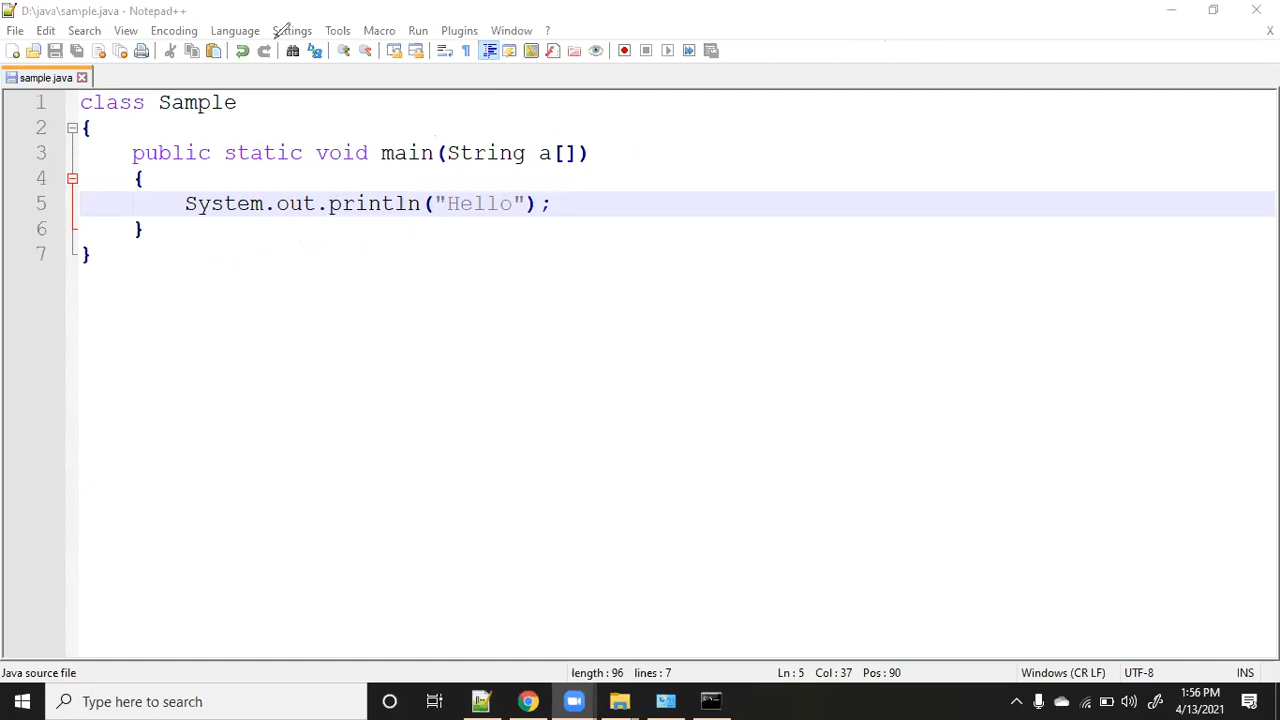 D:\java\sample.java - Notepad++
File Edit Search View Encoding Language Settings Tools Macro Run Plugins Window ? X
sample.java
1 class Sample
2 {
3 public static void main(String a[])
4 {
5 System.out.println("Hello");
6 }
7 }
Java source file length : 96 lines : 7 Ln : 5 Col : 37 Pos : 90 Windows (CR LF) UTF-8 INS
Type here to search
1:56 PM
4/13/2021